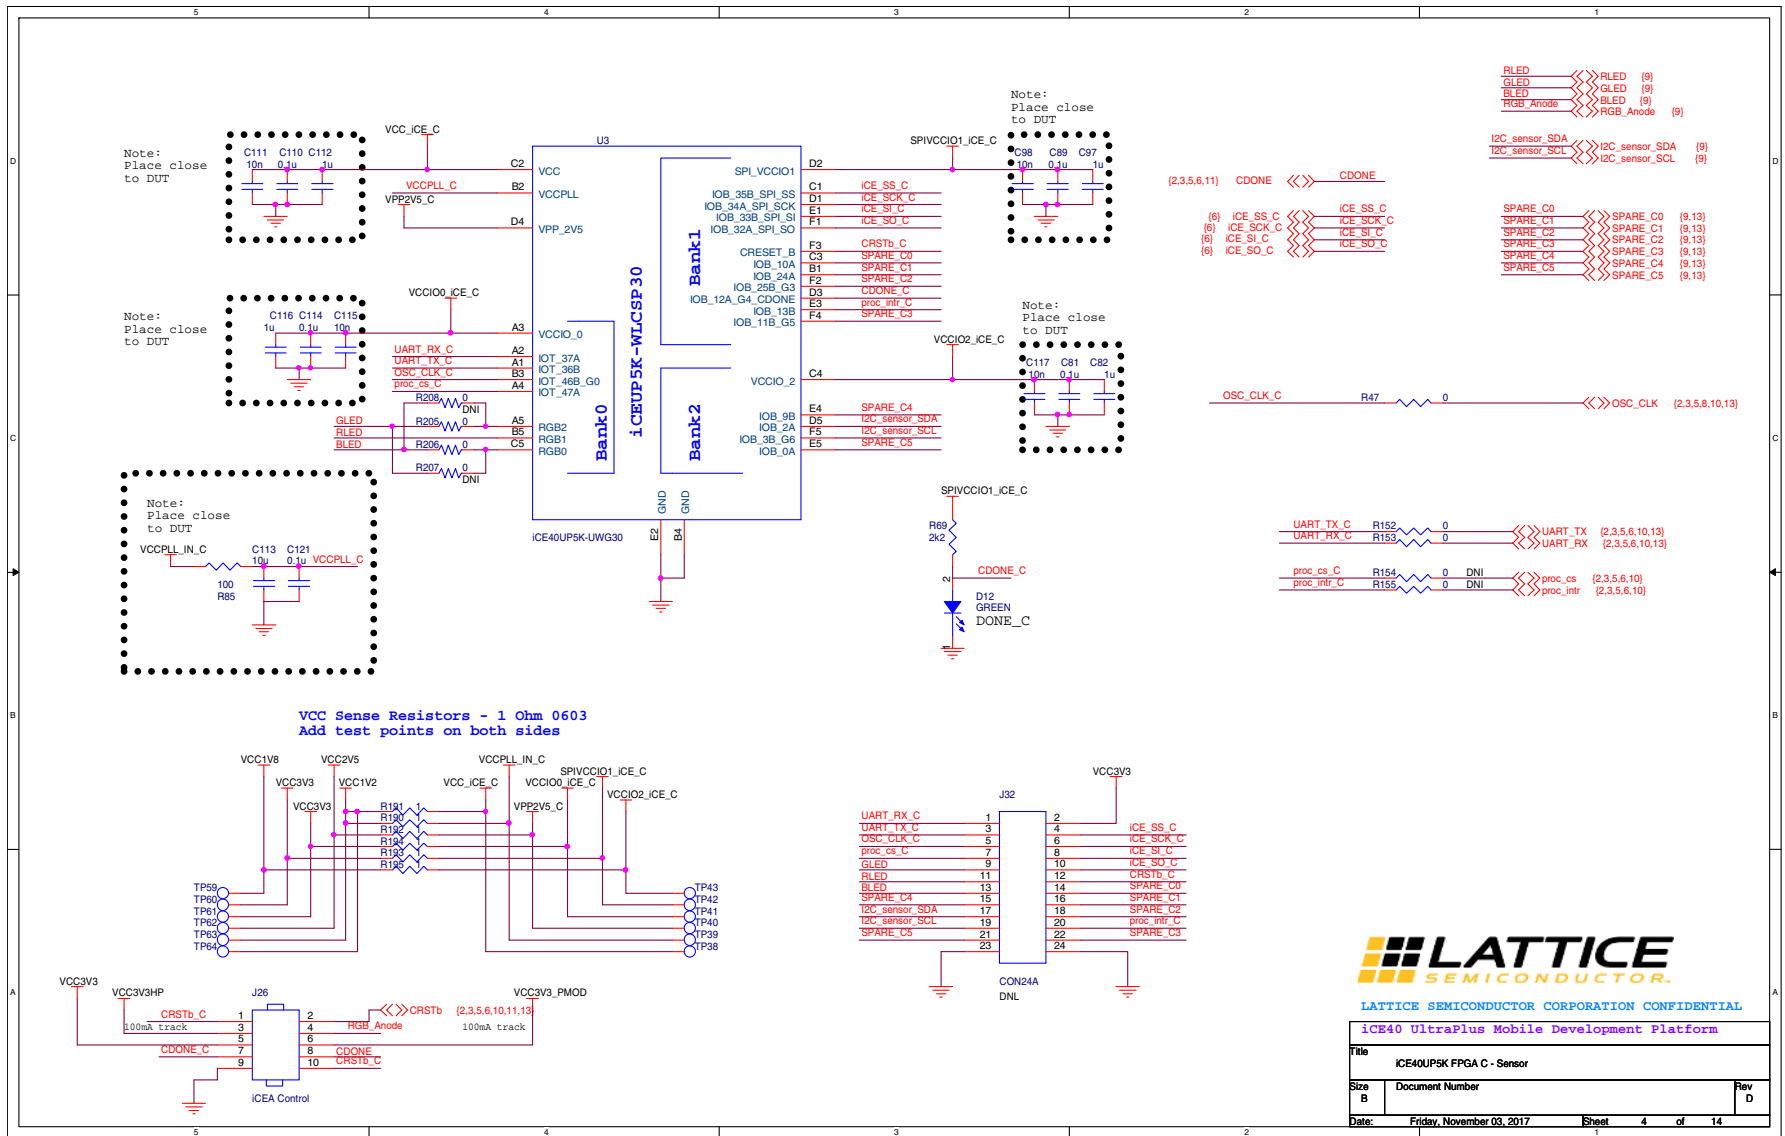 5
4
3
2
1
D
C
B
A
Note:
Place close
to DUT
C111
C110
C112
10n
0.1u
1u
VCC_iCE_C
VCCPLL_C
VPP2V5_C
C2
B2
D4
U3
VCC
VCCPLL
VPP_2V5
Note:
Place close
to DUT
C116
C114
C115
1u
0.1u
10n
VCCIO0_iCE_C
A3
VCCIO_0
UART_RX_C
A2
IOT_37A
UART_TX_C
A1
IOT_36B
OSC_CLK_C
B3
IOT_46B_G0
proc_cs_C
A4
IOT_47A
R208
0
DNI
GLED
R205
0
A5
RGB2
RLED
B5
RGB1
BLED
R206
0
C5
RGB0
R207
0
DNI
Bank0
iCEUP5K-WLCSP30
Bank1
Bank2
GND
GND
E2
B4
iCE40UP5K-UWG30
SPI_VCCIO1
D2
IOB_35B_SPI_SS
C1
iCE_SS_C
IOB_34A_SPI_SCK
D1
iCE_SCK_C
IOB_33B_SPI_SI
E1
iCE_SI_C
IOB_32A_SPI_SO
F1
iCE_SO_C
CRESET_B
F3
CRSTb_C
IOB_10A
C3
SPARE_C0
IOB_24A
B1
SPARE_C1
IOB_25B_G3
F2
SPARE_C2
IOB_12A_G4_CDONE
D3
CDONE_C
IOB_13B
E3
proc_intr_C
IOB_11B_G5
F4
SPARE_C3
VCCIO_2
C4
IOB_9B
E4
SPARE_C4
IOB_2A
D5
I2C_sensor_SDA
IOB_3B_G6
F5
I2C_sensor_SCL
IOB_0A
E5
SPARE_C5
SPIVCCIO1_iCE_C
Note:
Place close
to DUT
C98
C89
C97
10n
0.1u
1u
VCCIO2_iCE_C
Note:
Place close
to DUT
C117
C81
C82
10n
0.1u
1u
RLED
RLED {9}
GLED
GLED {9}
BLED
BLED {9}
RGB_Anode
RGB_Anode {9}
I2C_sensor_SDA
I2C_sensor_SDA {9}
I2C_sensor_SCL
I2C_sensor_SCL {9}
{2,3,5,6,11} CDONE
CDONE
{6} iCE_SS_C
iCE_SS_C
{6} iCE_SCK_C
iCE_SCK_C
{6} iCE_SI_C
iCE_SI_C
{6} iCE_SO_C
iCE_SO_C
SPARE_C0
SPARE_C0 {9,13}
SPARE_C1
SPARE_C1 {9,13}
SPARE_C2
SPARE_C2 {9,13}
SPARE_C3
SPARE_C3 {9,13}
SPARE_C4
SPARE_C4 {9,13}
SPARE_C5
SPARE_C5 {9,13}
OSC_CLK_C
R47
0
OSC_CLK {2,3,5,8,10,13}
UART_TX_C
R152
0
UART_TX {2,3,5,6,10,13}
UART_RX_C
R153
0
UART_RX {2,3,5,6,10,13}
proc_cs_C
R154
0
DNI
proc_cs {2,3,5,6,10}
proc_intr_C
R155
0
DNI
proc_intr {2,3,5,6,10}
Note:
Place close
to DUT
VCCPLL_IN_C
C113
C121
10u
0.1u
VCCPLL_C
100
R85
SPIVCCIO1_iCE_C
R69
2k2
2
CDONE_C
D12
GREEN
DONE_C
1
VCC Sense Resistors - 1 Ohm 0603
Add test points on both sides
VCC1V8
VCC3V3
VCC3V3
VCC2V5
VCC1V2
VCC_iCE_C
VCCPLL_IN_C
VPP2V5_C
VCCIO0_iCE_C
SPIVCCIO1_iCE_C
VCCIO2_iCE_C
R191 1
R190 1
R192 1
R194 1
R193 1
R195 1
TP59
TP60
TP61
TP62
TP63
TP64
TP43
TP42
TP41
TP40
TP39
TP38
VCC3V3
J32
UART_RX_C
1
2
UART_TX_C
3
4
iCE_SS_C
OSC_CLK_C
5
6
iCE_SCK_C
proc_cs_C
7
8
iCE_SI_C
GLED
9
10
iCE_SO_C
RLED
11
12
CRSTb_C
BLED
13
14
SPARE_C0
SPARE_C4
15
16
SPARE_C1
I2C_sensor_SDA
17
18
SPARE_C2
I2C_sensor_SCL
19
20
proc_intr_C
SPARE_C5
21
22
SPARE_C3
23
24
CON24A
DNL
VCC3V3
VCC3V3HP
J26
VCC3V3_PMOD
CRSTb_C
1
2
CRSTb {2,3,5,6,10,11,13
100mA track
3
4
RGB_Anode
100mA track
5
6
CDONE_C
7
8
CDONE
9
10
CRSTb_C
iCEA Control
LATTICE
SEMICONDUCTOR.
LATTICE SEMICONDUCTOR CORPORATION CONFIDENTIAL
iCE40 UltraPlus Mobile Development Platform
Title
iCE40UP5K FPGA C - Sensor
Size
B
Document Number
Rev
D
Date: Friday, November 03, 2017
Sheet 4 of 14
5
4
3
2
1
D
C
B
A